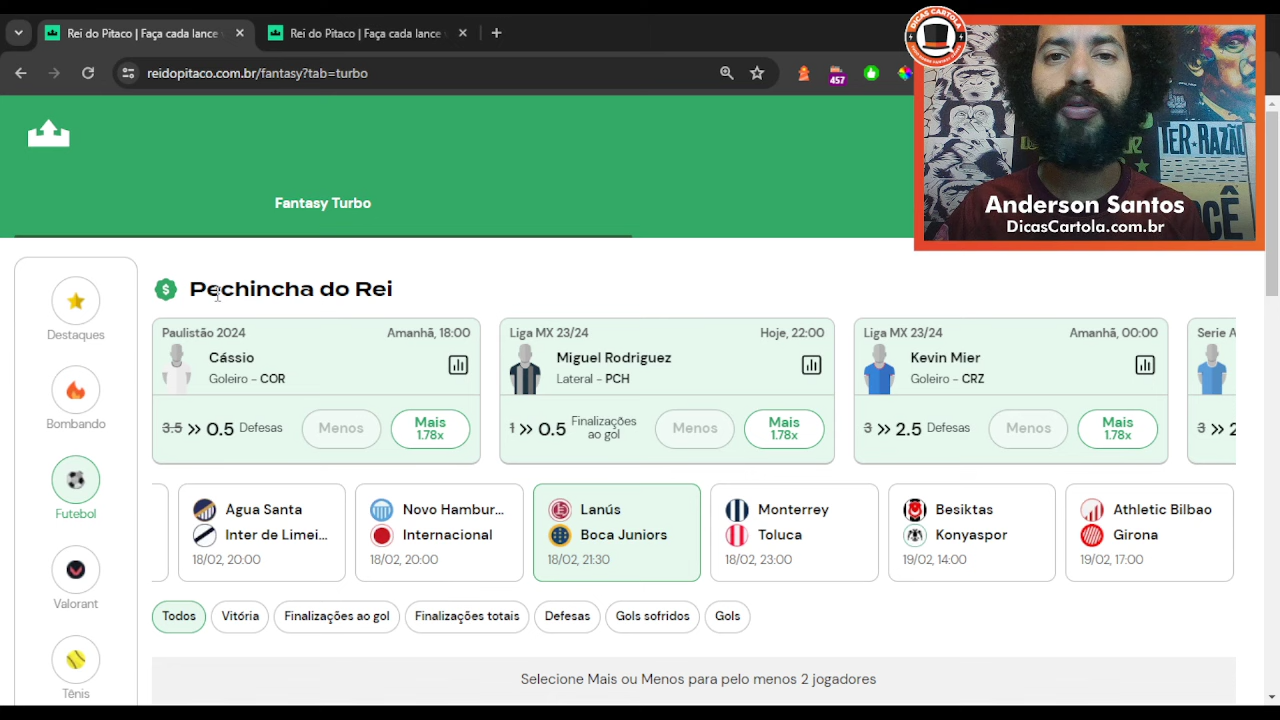 Rei do Pitaco | Faça cada lance
Rei do Pitaco | Faça cada lance
reidopitaco.com.br/fantasy?tab=turbo
457
DICAS CARTOLA
TER RAZÃO
VOCÊ
Anderson Santos
DicasCartola.com.br
Fantasy Turbo
Destaques
Bombando
Futebol
Valorant
Tênis
$ Pechincha do Rei
Paulistão 2024 Amanhã, 18:00
Cássio
Goleiro - COR
3.5 >> 0.5 Defesas Menos Mais 1.78x
Liga MX 23/24 Hoje, 22:00
Miguel Rodriguez
Lateral - PCH
1 >> 0.5 Finalizações ao gol Menos Mais 1.78x
Liga MX 23/24 Amanhã, 00:00
Kevin Mier
Goleiro - CRZ
3 >> 2.5 Defesas Menos Mais 1.78x
Serie A
3 >> 2
Agua Santa
Inter de Limei...
18/02, 20:00
Novo Hambur...
Internacional
18/02, 20:00
Lanús
Boca Juniors
18/02, 21:30
Monterrey
Toluca
18/02, 23:00
Besiktas
Konyaspor
19/02, 14:00
Athletic Bilbao
Girona
19/02, 17:00
Todos Vitória Finalizações ao gol Finalizações totais Defesas Gols sofridos Gols
Selecione Mais ou Menos para pelo menos 2 jogadores